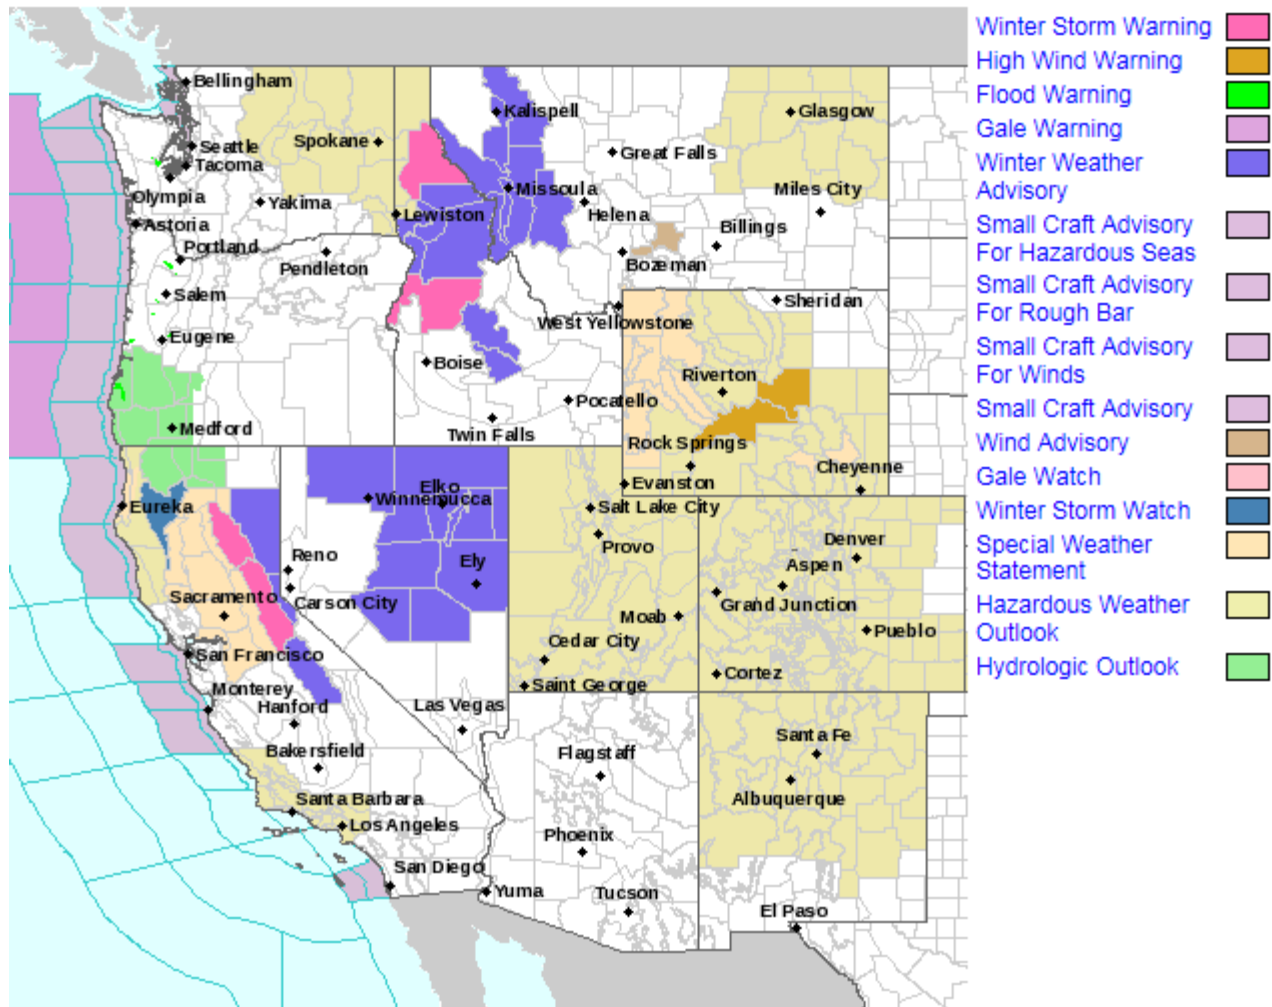 Winter Storm Warning
High Wind Warning
Flood Warning
Gale Warning
Winter Weather
Advisory
Small Craft Advisory
For Hazardous Seas
Small Craft Advisory
For Rough Bar
Small Craft Advisory
For Winds
Small Craft Advisory
Wind Advisory
Gale Watch
Winter Storm Watch
Special Weather
Statement
Hazardous Weather
Outlook
Hydrologic Outlook
Bellingham
Kalispell
Glasgow
Spokane
Seattle
Great Falls
Tacoma
Missoula
Miles City
Olympia
Yakima
Lewiston
Helena
Astoria
Billings
Portland
Pendleton
Bozeman
Salem
Sheridan
West Yellowstone
Eugene
Boise
Riverton
Pocatello
Medford
Twin Falls
Rock Springs
Cheyenne
Evanston
Elko
Winnemucca
Eureka
Salt Lake City
Denver
Provo
Reno
Ely
Aspen
Sacramento
Carson City
Grand Junction
Moab
Pueblo
Cedar City
San Francisco
Cortez
Saint George
Monterey
Hanford
Las Vegas
Santa Fe
Bakersfield
Flagstaff
Santa Barbara
Albuquerque
Los Angeles
Phoenix
San Diego
Yuma
Tucson
El Paso